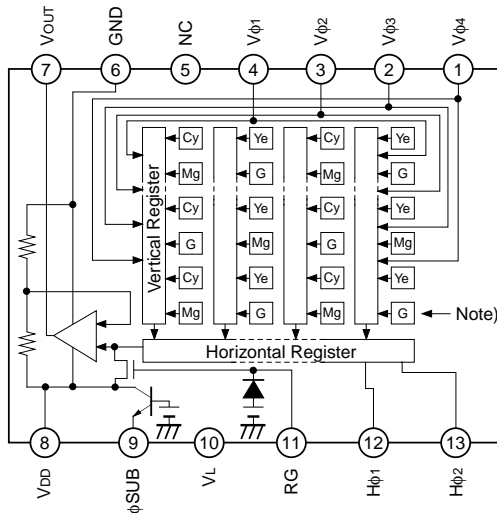 VOUT GND NC Vϕ1 Vϕ2 Vϕ3 Vϕ4
7 6 5 4 3 2 1
Vertical Register
Cy Ye Cy Ye
Mg G Mg G
Cy Ye Cy Ye
G Mg G Mg
Cy Ye Cy Ye
Mg G Mg G
Note)
Horizontal Register
8 9 10 11 12 13
VDD ϕSUB VL RG Hϕ1 Hϕ2